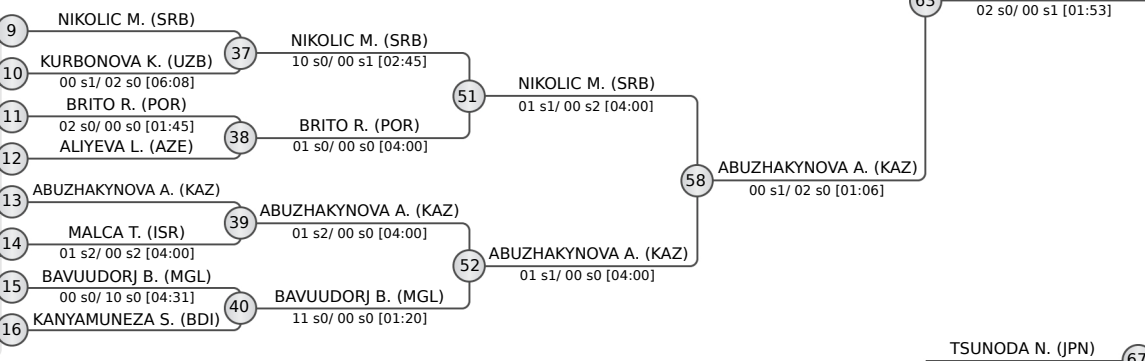 63
02 s0/ 00 s1 [01:53]
9
NIKOLIC M. (SRB)
37
NIKOLIC M. (SRB)
10 s0/ 00 s1 [02:45]
10
KURBONOVA K. (UZB)
00 s1/ 02 s0 [06:08]
51
NIKOLIC M. (SRB)
01 s1/ 00 s2 [04:00]
11
BRITO R. (POR)
02 s0/ 00 s0 [01:45]
38
BRITO R. (POR)
01 s0/ 00 s0 [04:00]
12
ALIYEVA L. (AZE)
58
ABUZHAKYNOVA A. (KAZ)
00 s1/ 02 s0 [01:06]
13
ABUZHAKYNOVA A. (KAZ)
39
ABUZHAKYNOVA A. (KAZ)
01 s2/ 00 s0 [04:00]
14
MALCA T. (ISR)
01 s2/ 00 s2 [04:00]
52
ABUZHAKYNOVA A. (KAZ)
01 s1/ 00 s0 [04:00]
15
BAVUUDORJ B. (MGL)
00 s0/ 10 s0 [04:31]
40
BAVUUDORJ B. (MGL)
11 s0/ 00 s0 [01:20]
16
KANYAMUNEZA S. (BDI)
TSUNODA N. (JPN)
67